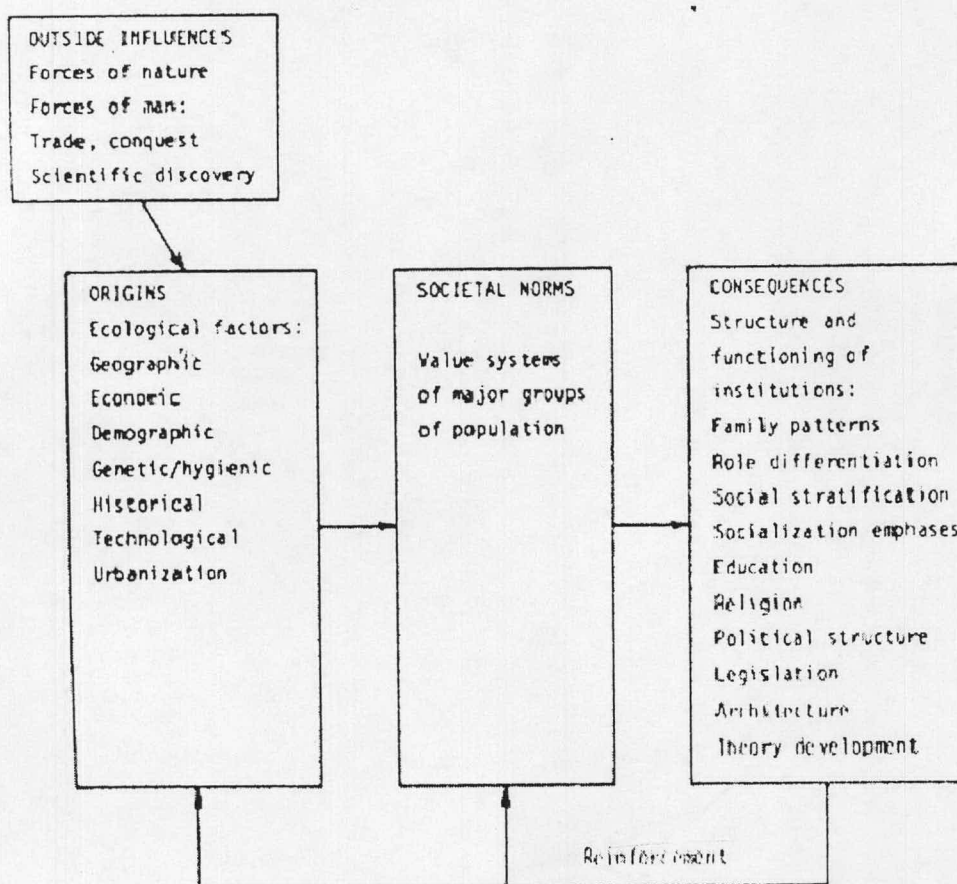 OUTSIDE INFLUENCES
Forces of nature
Forces of man:
Trade, conquest
Scientific discovery
ORIGINS
Ecological factors:
Geographic
Economic
Demographic
Genetic/hygienic
Historical
Technological
Urbanization
SOCIETAL NORMS
Value systems
of major groups
of population
CONSEQUENCES
Structure and
functioning of
institutions:
Family patterns
Role differentiation
Social stratification
Socialization emphases
Education
Religion
Political structure
Legislation
Architecture
Theory development
Reinforcement